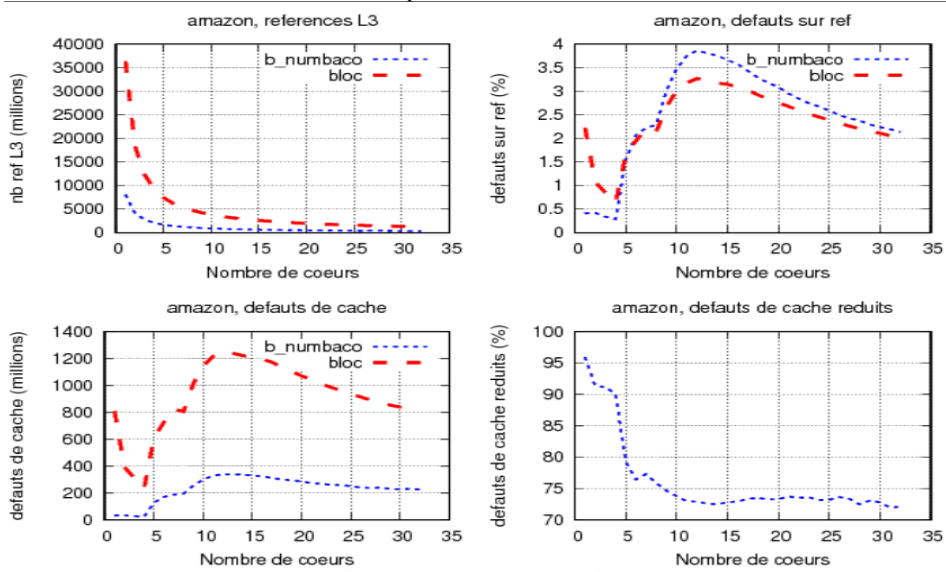 amazon, references L3
nb ref L3 (millions)
40000
35000
30000
25000
20000
15000
10000
5000
0
b_numbaco
bloc
0 5 10 15 20 25 30 35
Nombre de coeurs
amazon, defauts sur ref
defauts sur ref (%)
4
3.5
3
2.5
2
1.5
1
0.5
0
b_numbaco
bloc
0 5 10 15 20 25 30 35
Nombre de coeurs
amazon, defauts de cache
defauts de cache (millions)
1400
1200
1000
800
600
400
200
0
b_numbaco
bloc
0 5 10 15 20 25 30 35
Nombre de coeurs
amazon, defauts de cache reduits
defauts de cache reduits (%)
100
95
90
85
80
75
70
0 5 10 15 20 25 30 35
Nombre de coeurs